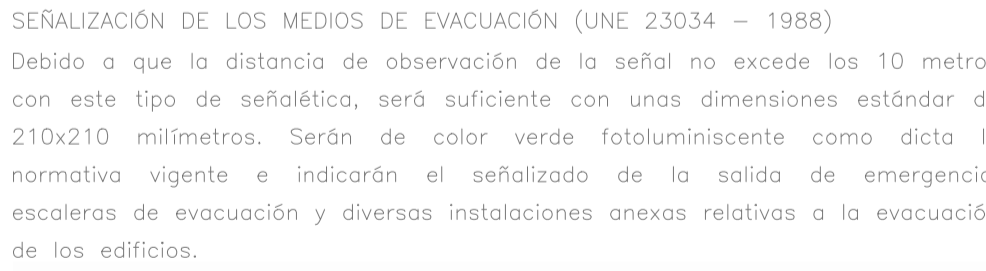 SEÑALIZACIÓN DE LOS MEDIOS DE EVACUACIÓN (UNE 23034 – 1988)
Debido a que la distancia de observación de la señal no excede los 10 metro
con este tipo de señalética, será suficiente con unas dimensiones estándar d
210x210 milímetros. Serán de color verde fotoluminiscente como dicta l
normativa vigente e indicarán el señalizado de la salida de emergencia
escaleras de evacuación y diversas instalaciones anexas relativas a la evacuació
de los edificios.